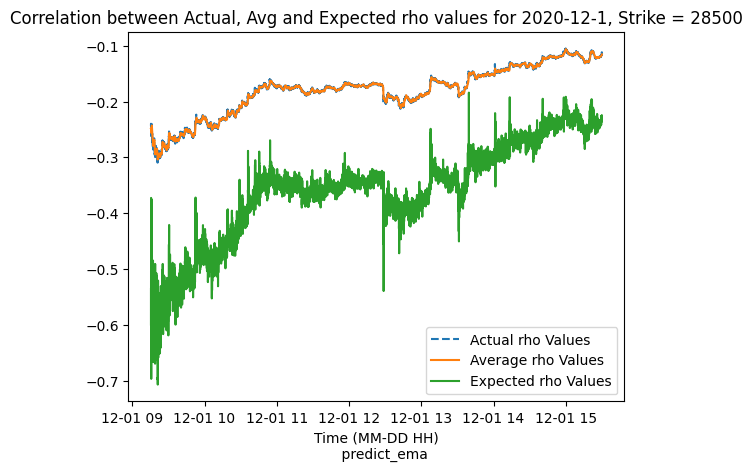 Correlation between Actual, Avg and Expected rho values for 2020-12-1, Strike = 28500
−0.1
−0.2
−0.3
−0.4
−0.5
−0.6
−0.7
Actual rho Values
Average rho Values
Expected rho Values
12-01 09 12-01 10 12-01 11 12-01 12 12-01 13 12-01 14 12-01 15
Time (MM-DD HH)
predict_ema